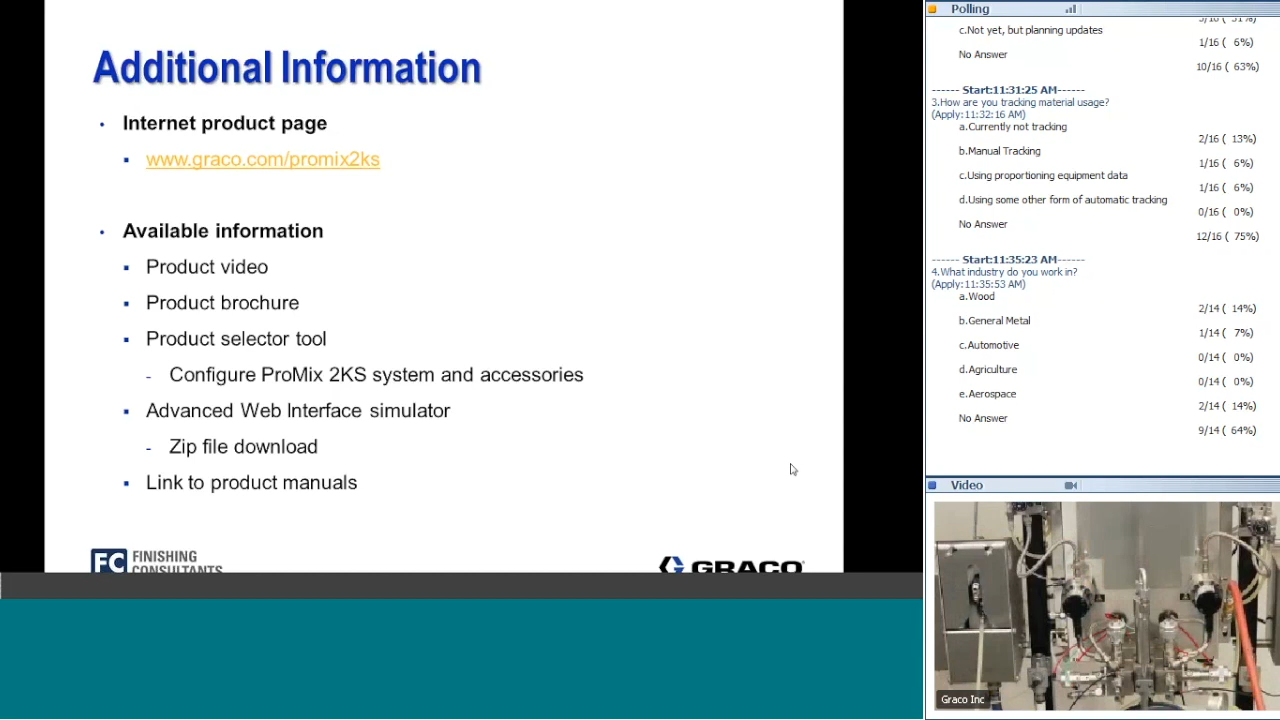 Additional Information
• Internet product page
▪ www.graco.com/promix2ks
• Available information
▪ Product video
▪ Product brochure
▪ Product selector tool
- Configure ProMix 2KS system and accessories
▪ Advanced Web Interface simulator
- Zip file download
▪ Link to product manuals
FC FINISHING
CONSULTANTS
GRACO
Polling
c.Not yet, but planning updates
1/16 ( 6%)
No Answer
10/16 ( 63%)
------ Start:11:31:25 AM------
3.How are you tracking material usage?
(Apply:11:32:16 AM)
a.Currently not tracking
2/16 ( 13%)
b.Manual Tracking
1/16 ( 6%)
c.Using proportioning equipment data
1/16 ( 6%)
d.Using some other form of automatic tracking
0/16 ( 0%)
No Answer
12/16 ( 75%)
------ Start:11:35:23 AM------
4.What industry do you work in?
(Apply:11:35:53 AM)
a.Wood
2/14 ( 14%)
b.General Metal
1/14 ( 7%)
c.Automotive
0/14 ( 0%)
d.Agriculture
0/14 ( 0%)
e.Aerospace
2/14 ( 14%)
No Answer
9/14 ( 64%)
Video
Graco Inc